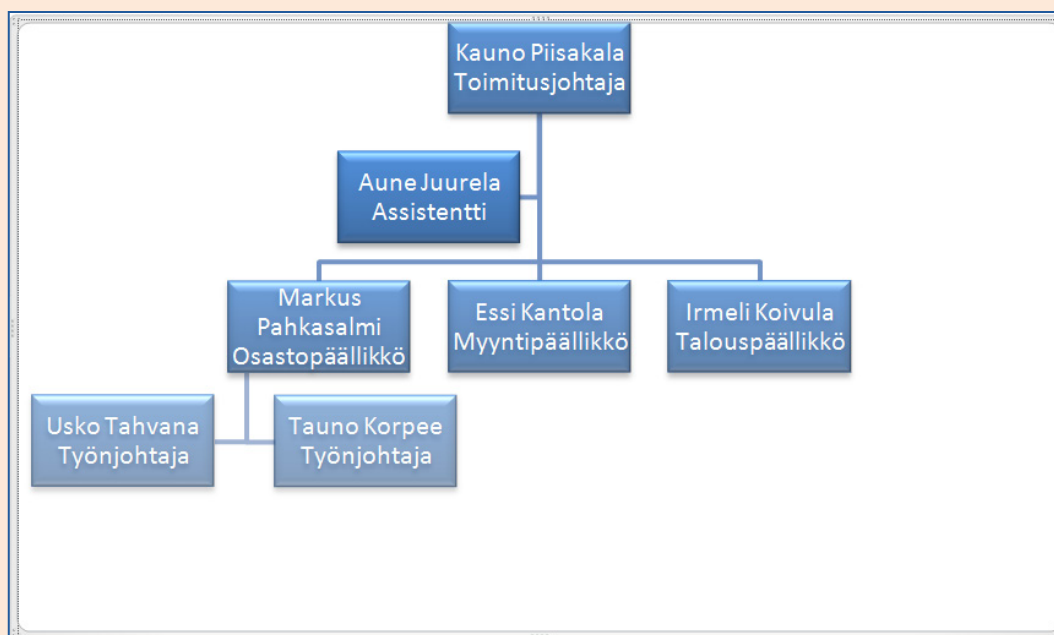 Kauno Piisakala
Toimitusjohtaja
Aune Juurela
Assistentti
Markus
Pahkasalmi
Osastopäällikkö
Essi Kantola
Myyntipäällikkö
Irmeli Koivula
Talouspäällikkö
Usko Tahvana
Työnjohtaja
Tauno Korpee
Työnjohtaja